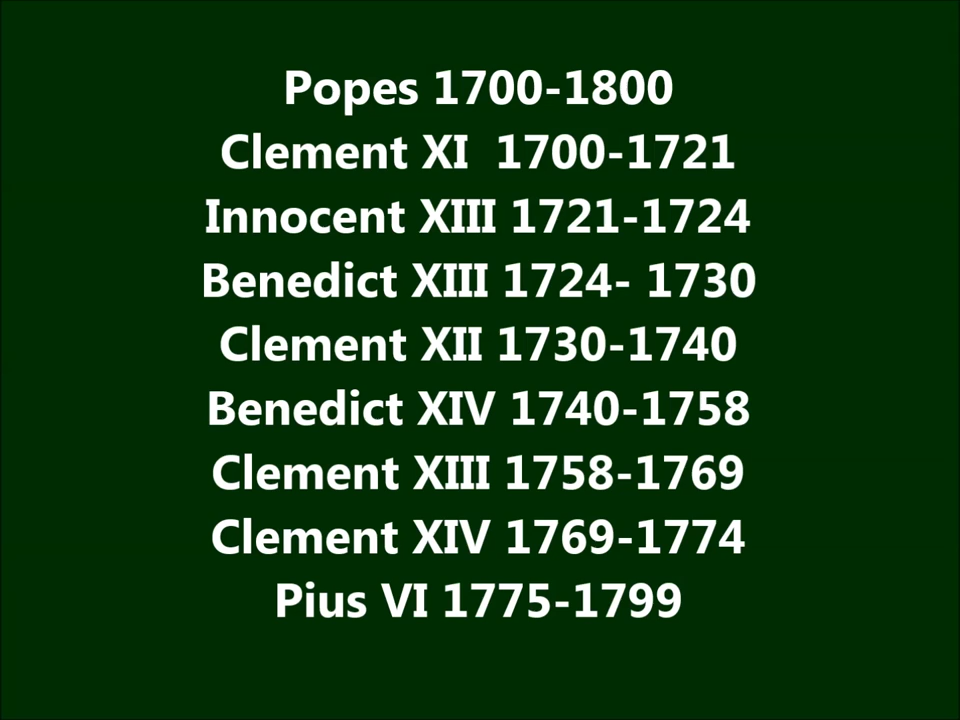 Popes 1700-1800
Clement XI  1700-1721
Innocent XIII 1721-1724
Benedict XIII 1724- 1730
Clement XII 1730-1740
Benedict XIV 1740-1758
Clement XIII 1758-1769
Clement XIV 1769-1774
Pius VI 1775-1799